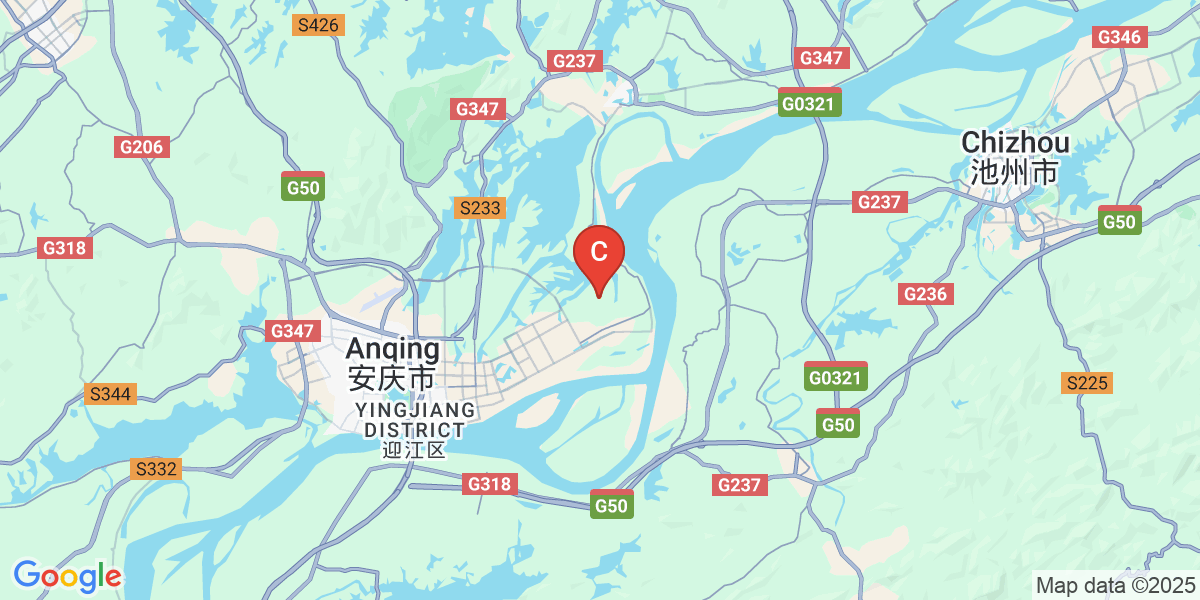 S426
G237
G347
G346
G347
G0321
G206
Chizhou
池州市
G50
S233
G237
G50
G318
C
G236
G347
Anqing
安庆市
G0321
S344
S225
YINGJIANG
DISTRICT
迎江区
G50
S332
G318
G237
G50
Google
Map data ©2025